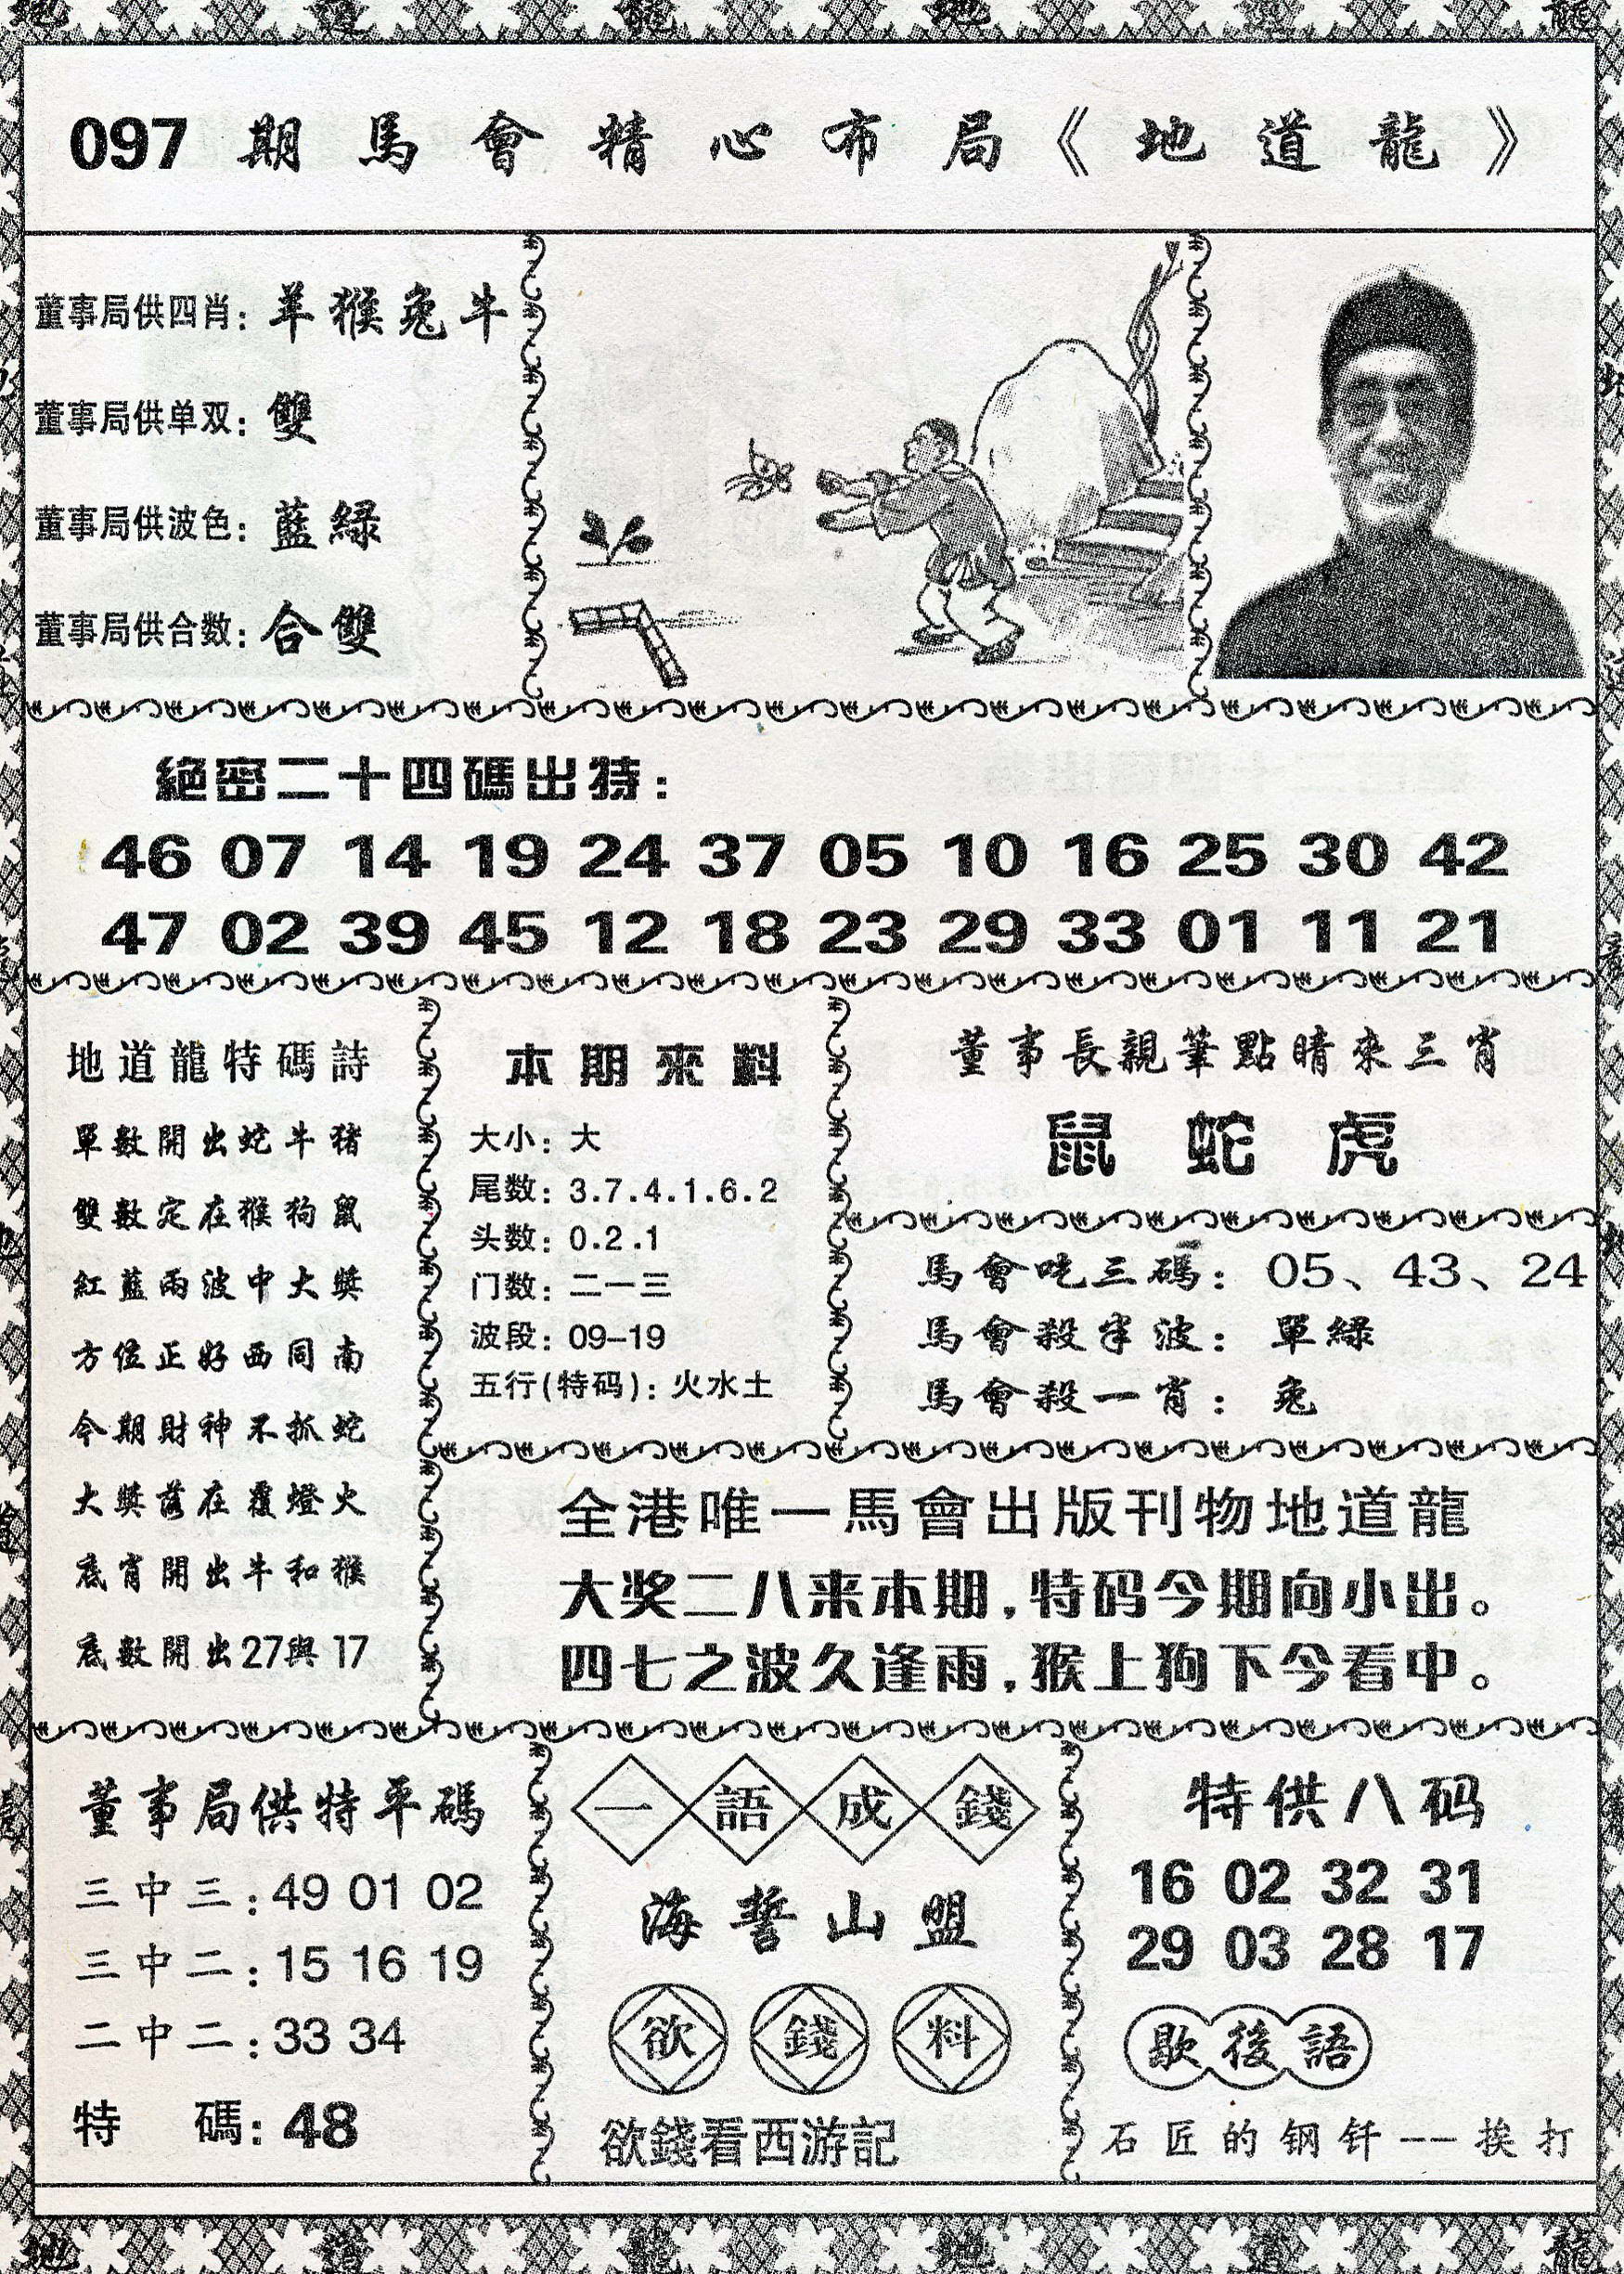 097期馬會精心布局《地道龍》
董事局供四肖：羊猴兔牛
董事局供单双：雙
董事局供波色：藍綠
董事局供合数：合雙
絕密二十四碼出特：
46 07 14 19 24 37 05 10 16 25 30 42
47 02 39 45 12 18 23 29 33 01 11 21
地道龍特碼詩
單數開出蛇牛豬
雙數定在猴狗鼠
紅藍兩波中大獎
方位正好西同南
今期財神不抓蛇
大獎落在覆燈火
底肖開出牛和猴
底數開出27與17
本期來料
大小：大
尾数：3.7.4.1.6.2
头数：0.2.1
门数：二一三
波段：09—19
五行(特码)：火水土
董事長親筆點晴來三肖
鼠 蛇 虎
馬會吃三碼：05、43、24
馬會殺半波：單綠
馬會殺一肖：兔
全港唯一馬會出版刊物地道龍
大奖二八来本期，特码今期向小出。
四七之波久逢雨，猴上狗下今看中。
董事局供特平碼
三中三：49 01 02
三中二：15 16 19
二中二：33 34
特 碼：48
一語成錢
海誓山盟
欲錢料
欲錢看西游記
特供八码
16 02 32 31
29 03 28 17
歇後語
石匠的钢钎——挨打
地 道 龍 地 道 龍